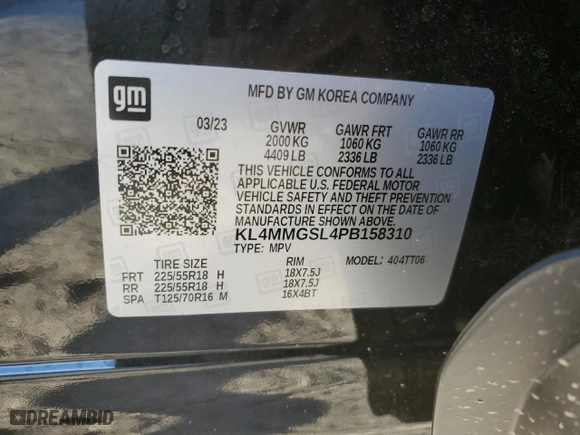 gm
MFD BY GM KOREA COMPANY
03/23 GVWR GAWR FRT GAWR RR
2000 KG 1060 KG 1060 KG
4409 LB 2336 LB 2336 LB
THIS VEHICLE CONFORMS TO ALL
APPLICABLE U.S. FEDERAL MOTOR
VEHICLE SAFETY AND THEFT PREVENTION
STANDARDS IN EFFECT ON THE DATE OF
MANUFACTURE SHOWN ABOVE.
KL4MMGSL4PB158310
TYPE: MPV MODEL: 404TT06
TIRE SIZE RIM
FRT 225/55R18 H 18X7.5J
RR 225/55R18 H 18X7.5J
SPA T125/70R16 M 16X4BT
DREAMBID